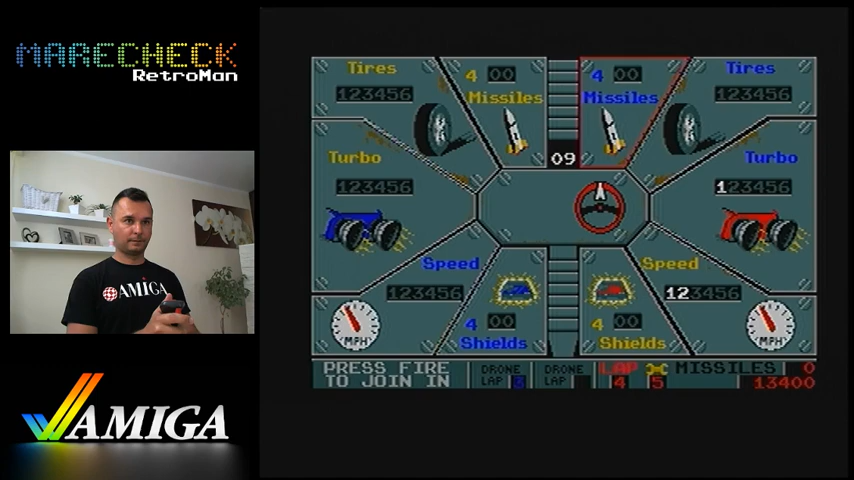 MARECHECK
RetroMan
Tires
123456
4 00
Missiles
4 00
Missiles
Tires
123456
09
Turbo
123456
Turbo
123456
Speed
123456
Speed
123456
MPH
4 00
Shields
4 00
Shields
MPH
PRESS FIRE
TO JOIN IN
DRONE
LAP
DRONE
LAP
LAP
4
5
MISSILES 0
13400
AMIGA
AMIGA